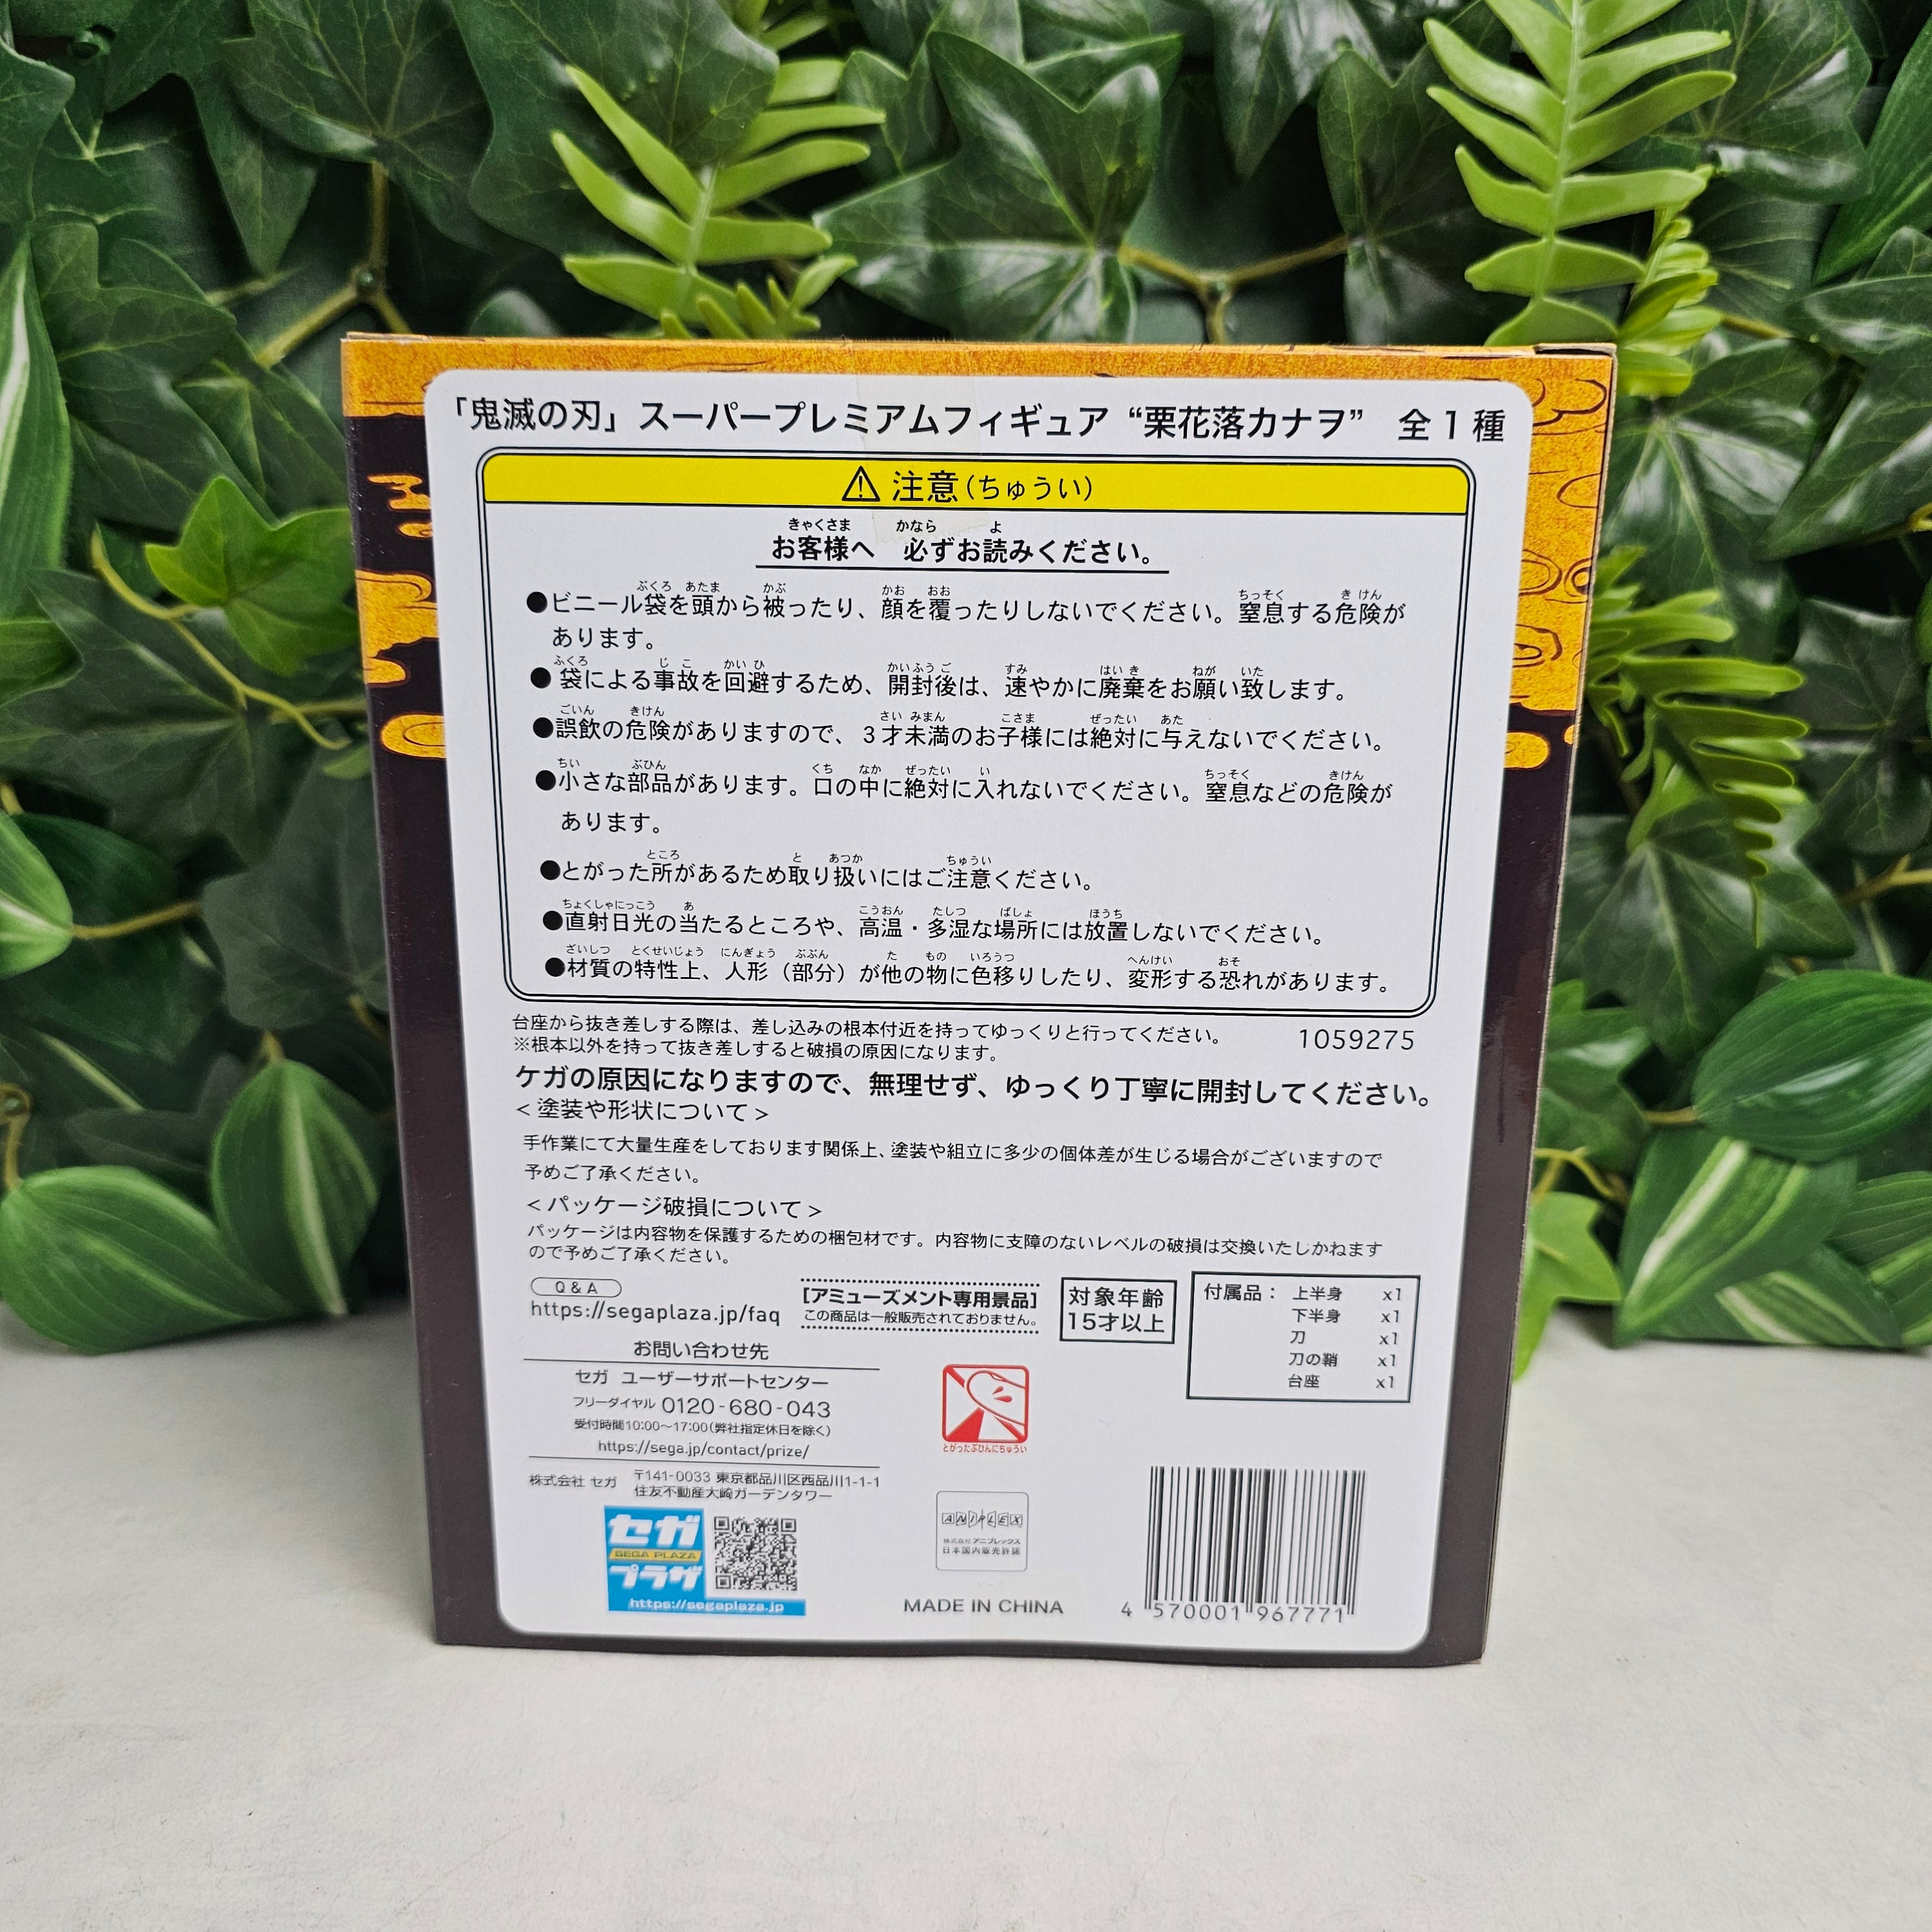 「鬼滅の刃」スーパープレミアムフィギュア “栗花落カナヲ” 全1種
⚠ 注意(ちゅうい)
お客様へ 必ずお読みください。
●ビニール袋を頭から被ったり、顔を覆ったりしないでください。窒息する危険が
あります。
●袋による事故を回避するため、開封後は、速やかに廃棄をお願い致します。
●誤飲の危険がありますので、3才未満のお子様には絶対に与えないでください。
●小さな部品があります。口の中に絶対に入れないでください。窒息などの危険が
あります。
●とがった所があるため取り扱いにはご注意ください。
●直射日光の当たるところや、高温・多湿な場所には放置しないでください。
●材質の特性上、人形（部分）が他の物に色移りしたり、変形する恐れがあります。
台座から抜き差しする際は、差し込みの根本付近を持ってゆっくりと行ってください。 1059275
※根本以外を持って抜き差しすると破損の原因になります。
ケガの原因になりますので、無理せず、ゆっくり丁寧に開封してください。
＜塗装や形状について＞
手作業にて大量生産をしております関係上、塗装や組立に多少の個体差が生じる場合がございますので
予めご了承ください。
＜パッケージ破損について＞
パッケージは内容物を保護するための梱包材です。内容物に支障のないレベルの破損は交換いたしかねます
ので予めご了承ください。
Q&A
https://segaplaza.jp/faq
[アミューズメント専用景品]
この商品は一般販売されておりません。
対象年齢
15才以上
付属品： 上半身 x1
下半身 x1
刀 x1
刀の鞘 x1
台座 x1
お問い合わせ先
セガ ユーザーサポートセンター
フリーダイヤル 0120-680-043
受付時間10:00～17:00(弊社指定休日を除く)
https://sega.jp/contact/prize/
株式会社 セガ 〒141-0033 東京都品川区西品川1-1-1
住友不動産大崎ガーデンタワー
とがったぶひんにちゅうい
セガ
SEGA PLAZA
プラザ
https://segaplaza.jp
ANIPLEX
株式会社 アニプレックス
日本国内販売許諾
MADE IN CHINA
4 570001 967771